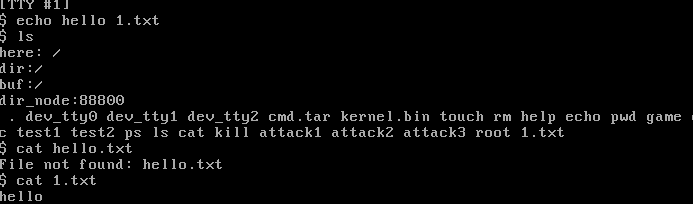 [TTY #1]
$ echo hello 1.txt
$ ls
here: /
dir:/
buf:/
dir_node:88800
 . dev_tty0 dev_tty1 dev_tty2 cmd.tar kernel.bin touch rm help echo pwd game
c test1 test2 ps ls cat kill attack1 attack2 attack3 root 1.txt
$ cat hello.txt
File not found: hello.txt
$ cat 1.txt
hello